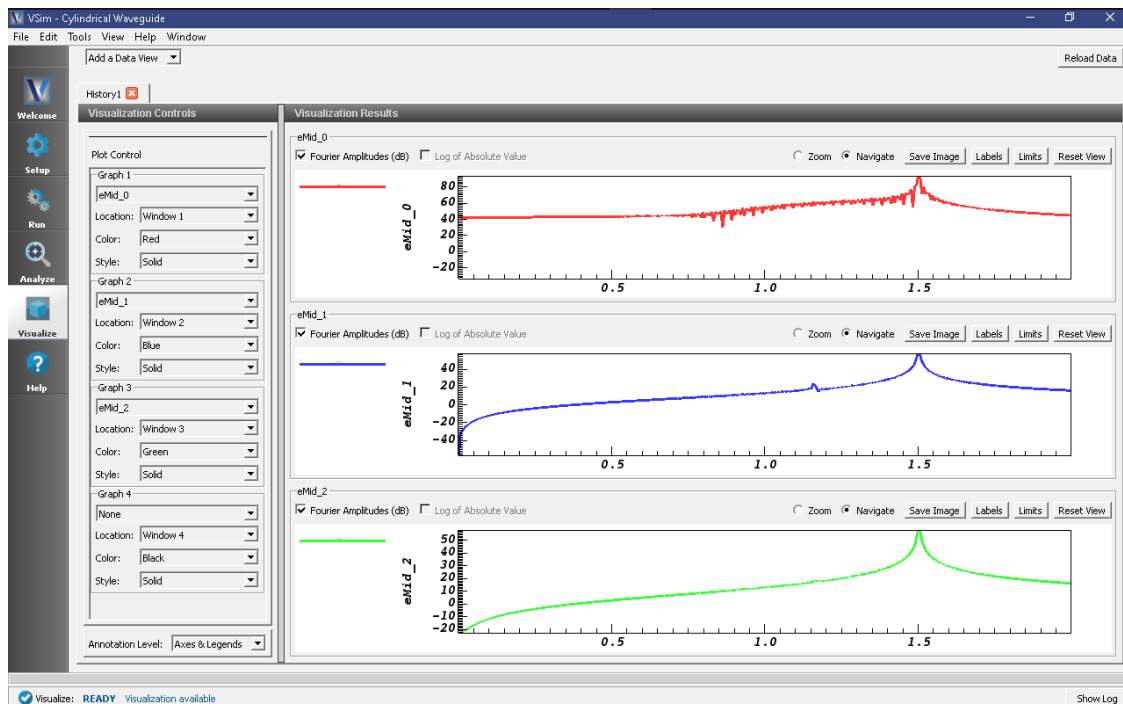 VSim - Cylindrical Waveguide
File Edit Tools View Help Window
Add a Data View
Reload Data
Welcome
Setup
Run
Analyze
Visualize
Help
History1
Visualization Controls
Plot Control
Graph 1
eMid_0
Location: Window 1
Color: Red
Style: Solid
Graph 2
eMid_1
Location: Window 2
Color: Blue
Style: Solid
Graph 3
eMid_2
Location: Window 3
Color: Green
Style: Solid
Graph 4
None
Location: Window 4
Color: Black
Style: Solid
Annotation Level: Axes & Legends
Visualization Results
eMid_0
Fourier Amplitudes (dB) Log of Absolute Value Zoom Navigate Save Image Labels Limits Reset View
eMid_0
80
60
40
20
0
-20
0.5 1.0 1.5
eMid_1
Fourier Amplitudes (dB) Log of Absolute Value Zoom Navigate Save Image Labels Limits Reset View
eMid_1
40
20
0
-20
-40
0.5 1.0 1.5
eMid_2
Fourier Amplitudes (dB) Log of Absolute Value Zoom Navigate Save Image Labels Limits Reset View
eMid_2
50
40
30
20
10
0
-10
-20
0.5 1.0 1.5
Visualize: READY Visualization available
Show Log